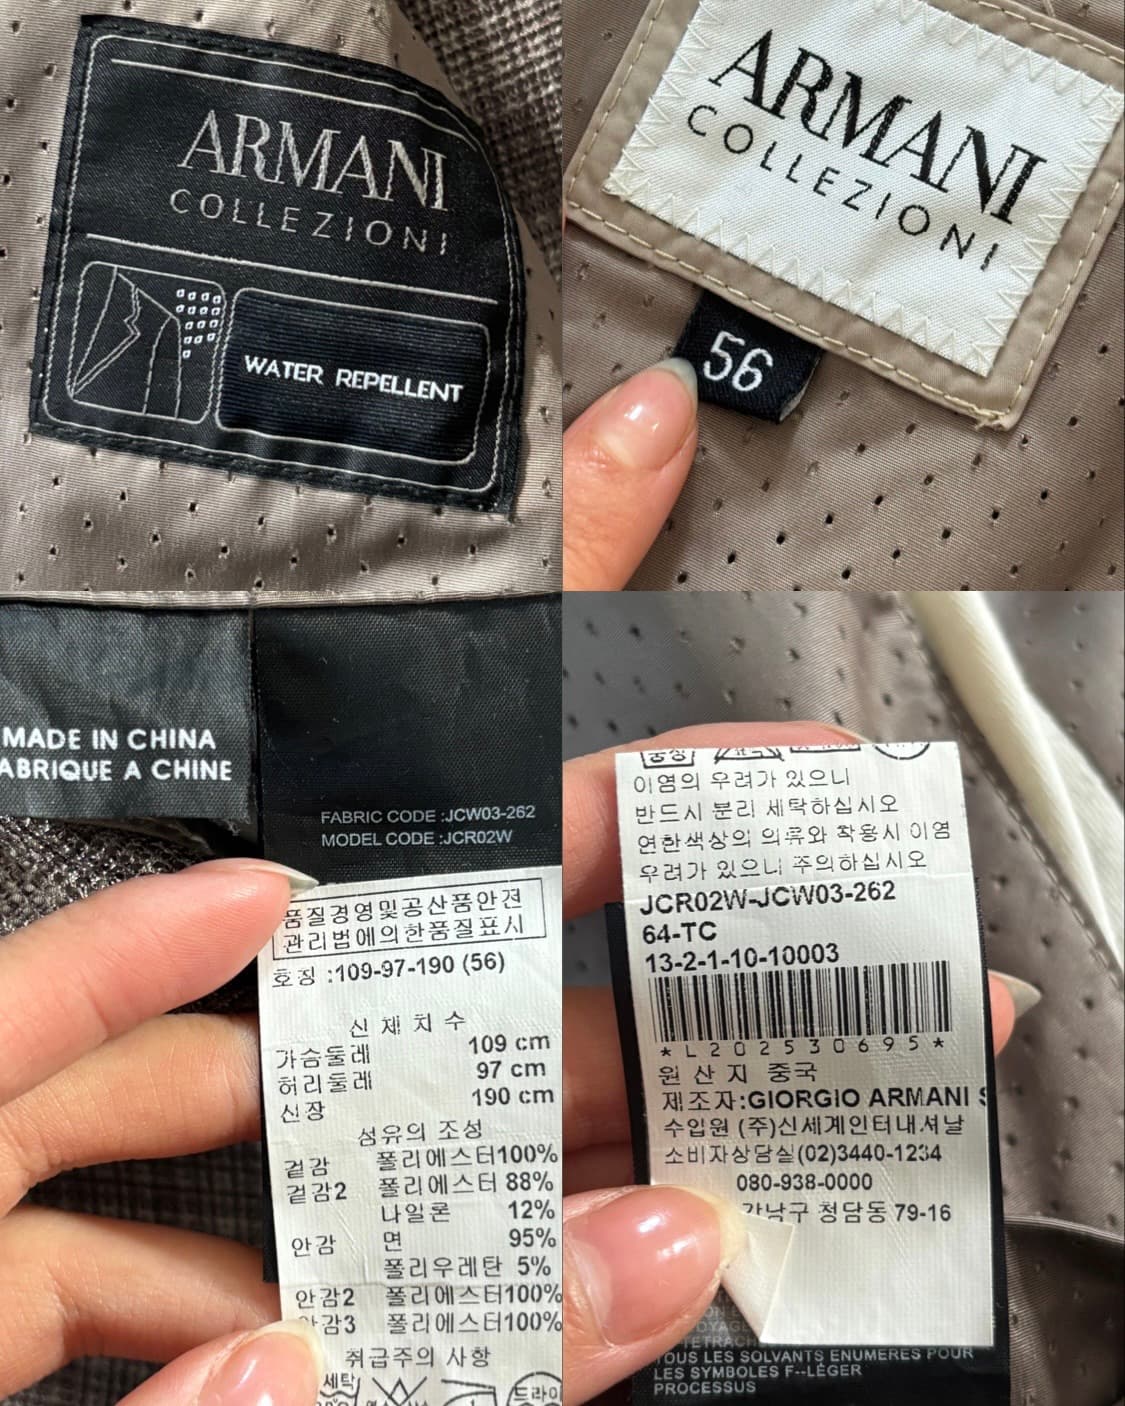 ARMANI
COLLEZIONI
WATER REPELLENT
ARMANI
COLLEZIONI
56
MADE IN CHINA
ABRIQUE A CHINE
FABRIC CODE :JCW03-262
MODEL CODE :JCR02W
품질경영및공산품안견
관리법에의한품질표시
호칭 :109-97-190 (56)
신 체 치 수
가슴둘레 109 cm
허리둘레 97 cm
신장 190 cm
섬유의 조성
겉감 폴리에스터100%
겉감2 폴리에스터 88%
나일론 12%
안감 면 95%
폴리우레탄 5%
안감2 폴리에스터100%
안감3 폴리에스터100%
취급주의 사항
세탁
드라이
중성
이염의 우려가 있으니
반드시 분리 세탁하십시오
연한색상의 의류와 착용시 이염
우려가 있으니 주의하십시오
JCR02W-JCW03-262
64-TC
13-2-1-10-10003
*L202530695*
원 산 지 중국
제조자:GIORGIO ARMANI S
수입원 (주)신세계인터내셔날
소비자상담실(02)3440-1234
080-938-0000
강남구 청담동 79-16
TOUS LES SOLVANTS ENUMERES POUR
LES SYMBOLES F--LÈGER
PROCESSUS